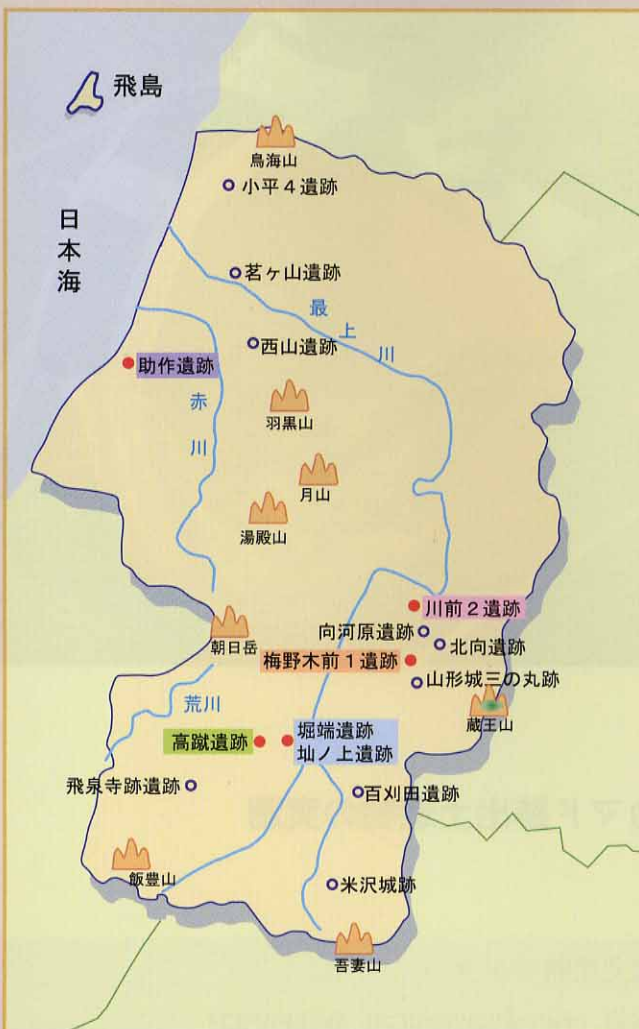 飛島
鳥海山
小平4遺跡
日本海
茗ヶ山遺跡
最上川
西山遺跡
助作遺跡
赤川
羽黒山
月山
湯殿山
川前2遺跡
向河原遺跡
北向遺跡
朝日岳
梅野木前1遺跡
山形城三の丸跡
荒川
蔵王山
高瀬遺跡
堀端遺跡
𡉕ノ上遺跡
飛泉寺跡遺跡
百刈田遺跡
飯豊山
米沢城跡
吾妻山